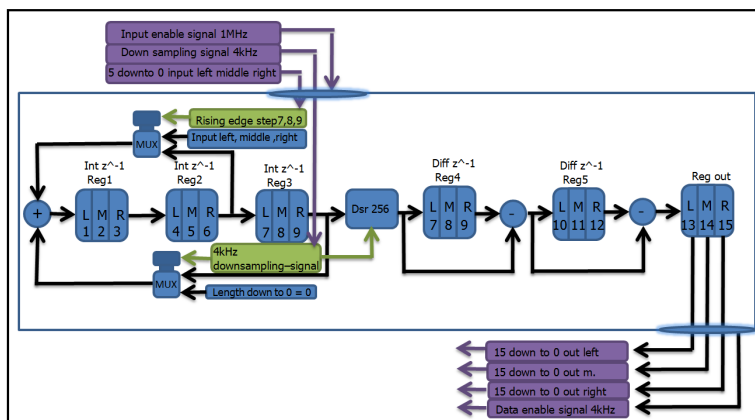 Input enable signal 1MHz
Down sampling signal 4kHz
5 downto 0 input left middle right
Rising edge step7,8,9
Input left, middle ,right
MUX
Int z^-1
Reg1
Int z^-1
Reg2
Int z^-1
Reg3
Diff z^-1
Reg4
Diff z^-1
Reg5
Reg out
+
L M R
1 2 3
L M R
4 5 6
L M R
7 8 9
Dsr 256
L M R
7 8 9
-
L M R
10 11 12
-
L M R
13 14 15
4kHz
downsampling–signal
MUX
Length down to 0 = 0
15 down to 0 out left
15 down to 0 out m.
15 down to 0 out right
Data enable signal 4kHz